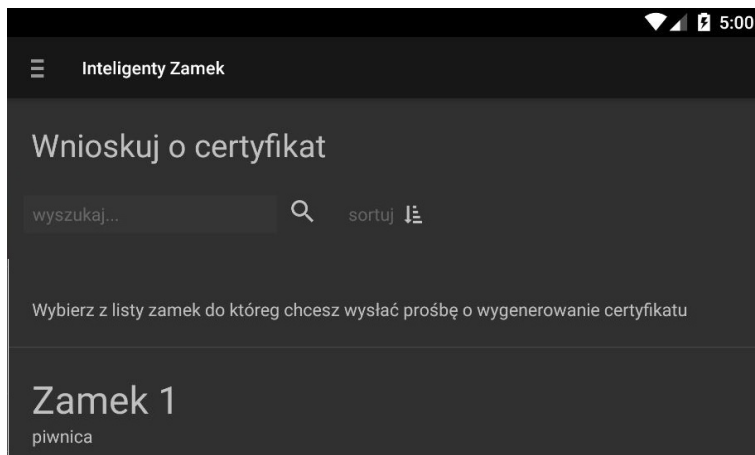 5:00
Inteligenty Zamek
Wnioskuj o certyfikat
wyszukaj... sortuj
Wybierz z listy zamek do któreg chcesz wysłać prośbę o wygenerowanie certyfikatu
Zamek 1
piwnica